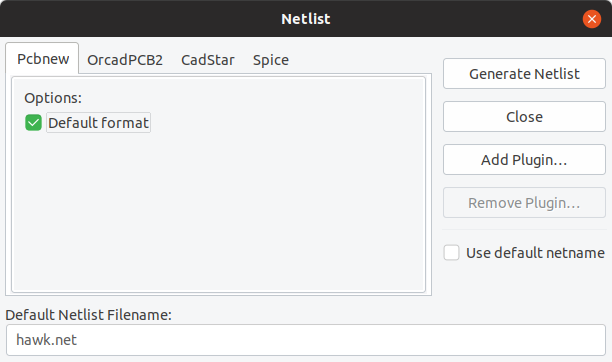 Netlist
Pcbnew OrcadPCB2 CadStar Spice
Options:
Default format
Generate Netlist
Close
Add Plugin...
Remove Plugin...
Use default netname
Default Netlist Filename:
hawk.net